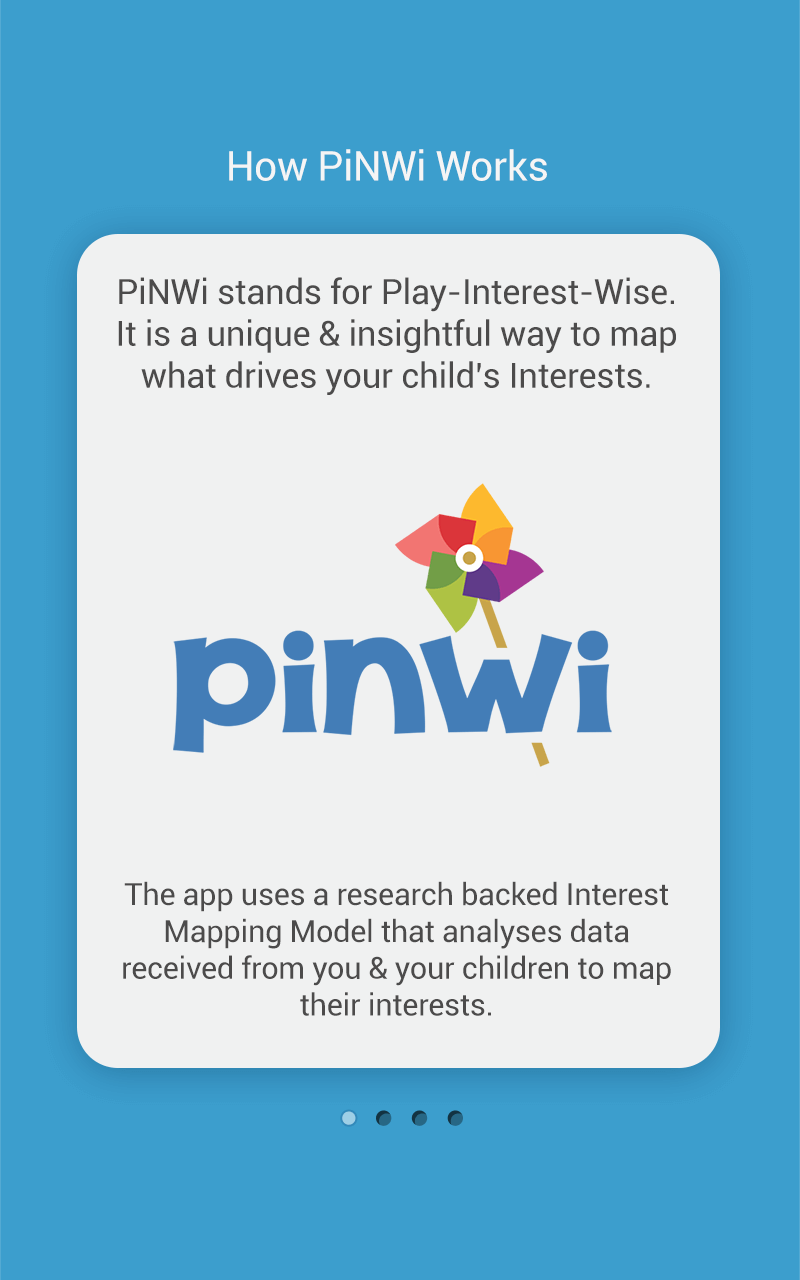 How PiNWi Works
PiNWi stands for Play-Interest-Wise.
It is a unique & insightful way to map
what drives your child's Interests.
pinwi
The app uses a research backed Interest
Mapping Model that analyses data
received from you & your children to map
their interests.